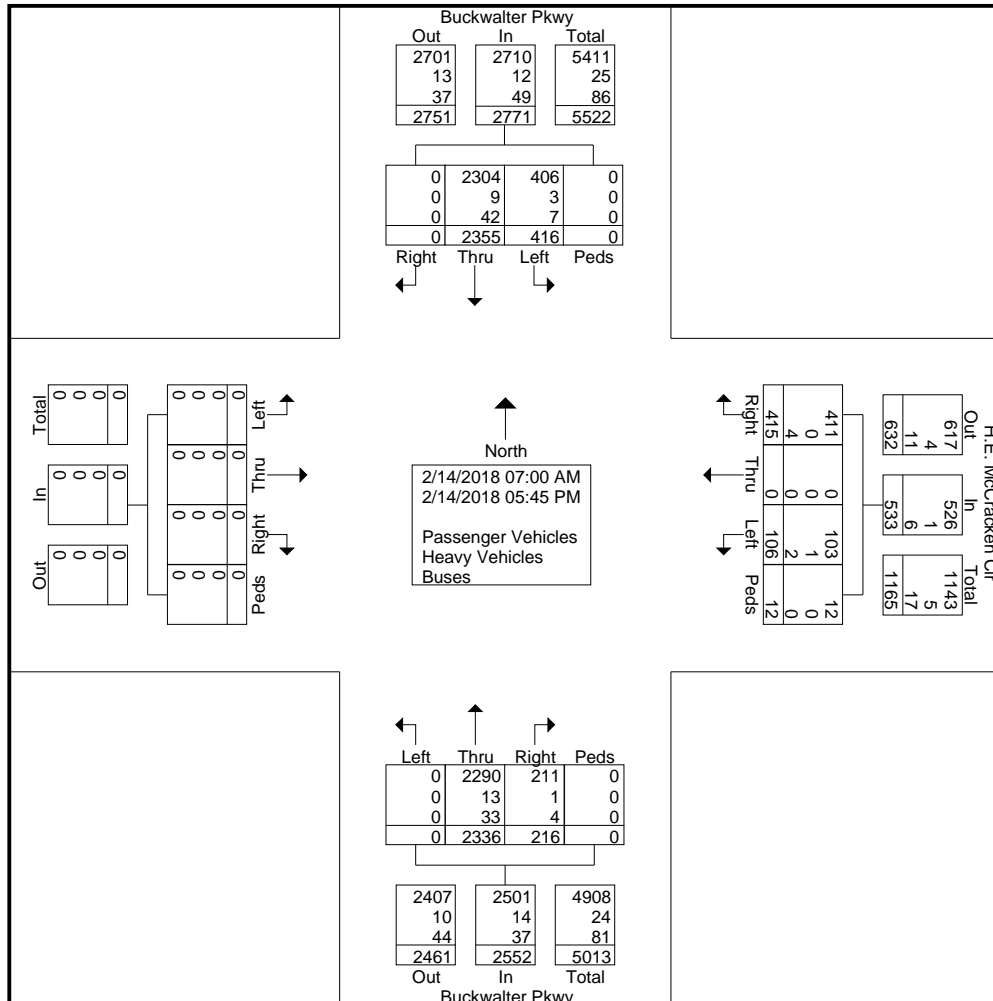 Buckwalter Pkwy
Out In Total
2701 2710 5411
13 12 25
37 49 86
2751 2771 5522
0 2304 406 0
0 9 3 0
0 42 7 0
0 2355 416 0
Right Thru Left Peds
Total
0 0 0 0
In
0 0 0 0
Out
0 0 0 0
Left
0 0 0 0
Thru
0 0 0 0
Right
0 0 0 0
Peds
0 0 0 0
North
2/14/2018 07:00 AM
2/14/2018 05:45 PM
Passenger Vehicles
Heavy Vehicles
Buses
Right
411 0 4 415
Thru
0 0 0 0
Left
103 1 2 106
Peds
12 0 0 12
H.E. McCracken Cir
Out
617 4 11 632
In
526 1 6 533
Total
1143 5 17 1165
Left Thru Right Peds
0 2290 211 0
0 13 1 0
0 33 4 0
0 2336 216 0
2407 2501 4908
10 14 24
44 37 81
2461 2552 5013
Out In Total
Buckwalter Pkwy